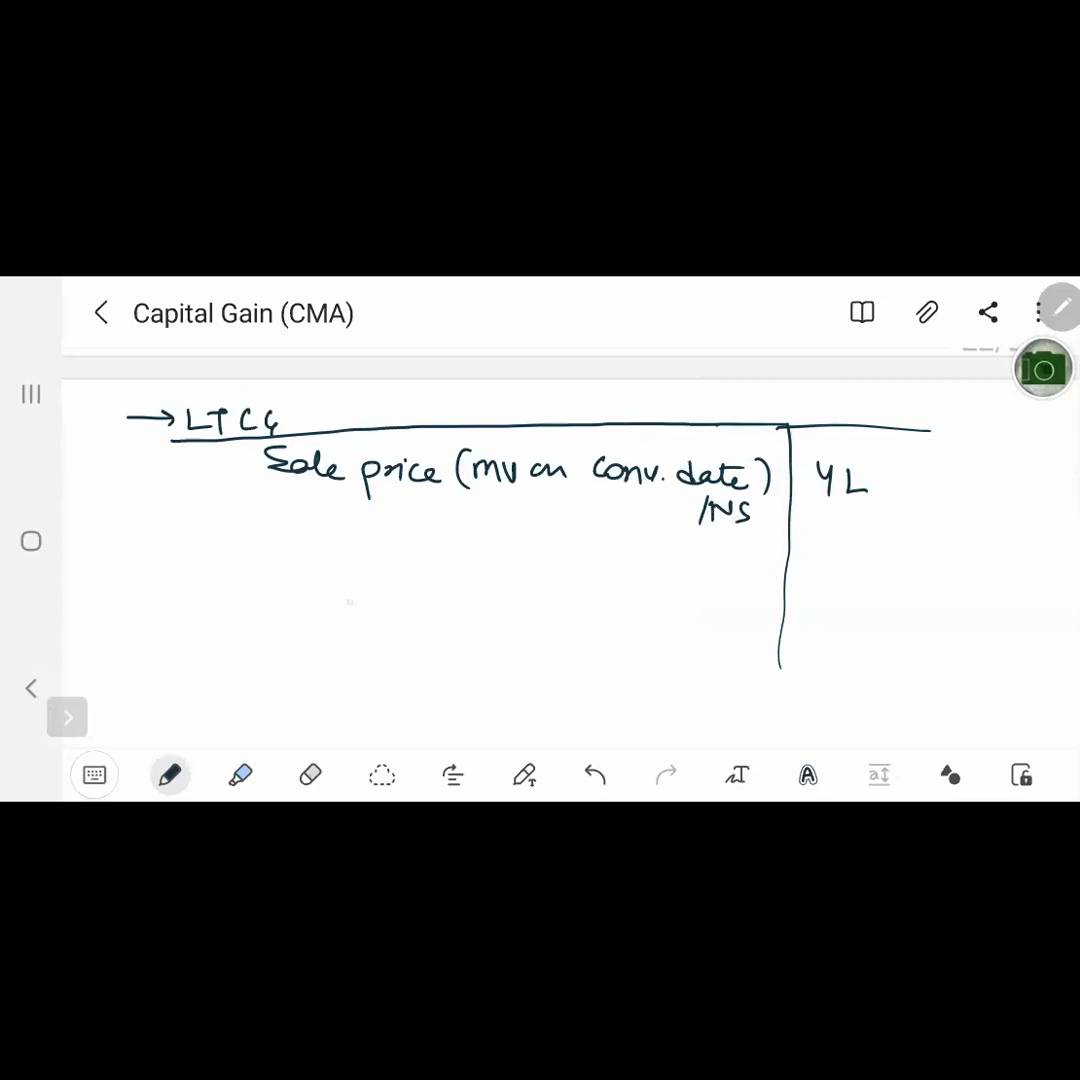 Capital Gain (CMA)
→ LTCG
Sale price (mv on conv. date)
/NS
4 L